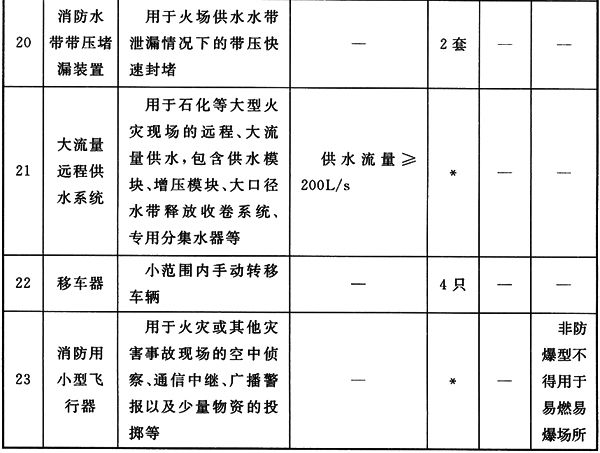 20 消防水带带压堵漏装置 用于火场供水水带泄漏情况下的带压快速封堵 — 2套 — —
21 大流量远程供水系统 用于石化等大型火灾现场的远程、大流量供水,包含供水模块、增压模块、大口径水带释放收卷系统、专用分集水器等 供水流量≥200L/s * — —
22 移车器 小范围内手动转移车辆 — 4只 — —
23 消防用小型飞行器 用于火灾或其他灾害事故现场的空中侦察、通信中继、广播警报以及少量物资的投掷等 — * — 非防爆型不得用于易燃易爆场所